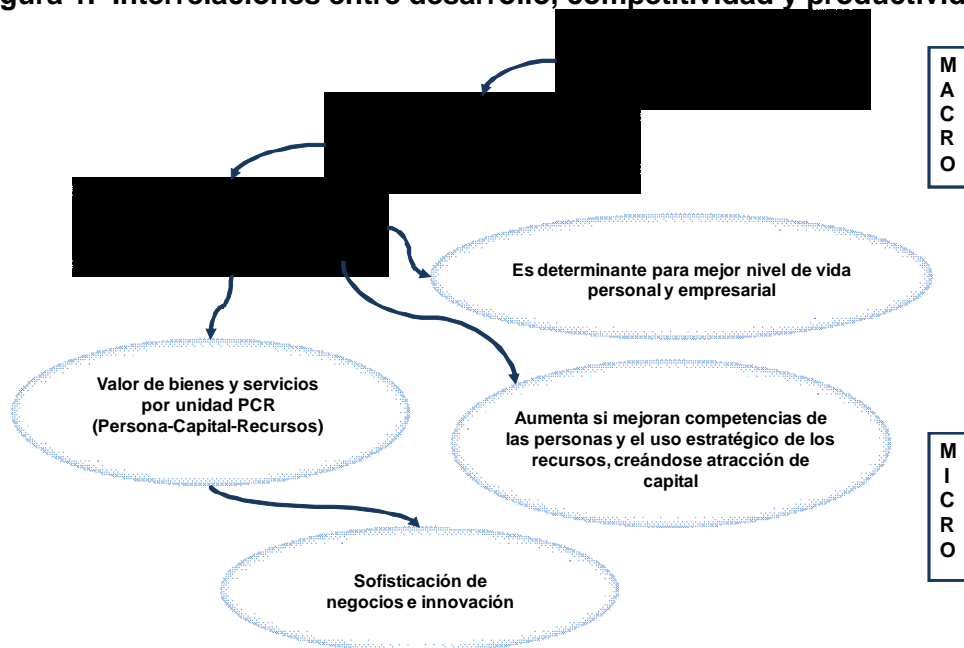 gura 1. Interrelaciones entre desarrollo, competitividad y productivid
M
A
C
R
O
Es determinante para mejor nivel de vida
personal y empresarial
Valor de bienes y servicios
por unidad PCR
(Persona-Capital-Recursos)
Aumenta si mejoran competencias de
las personas y el uso estratégico de los
recursos, creándose atracción de
capital
M
I
C
R
O
Sofisticación de
negocios e innovación